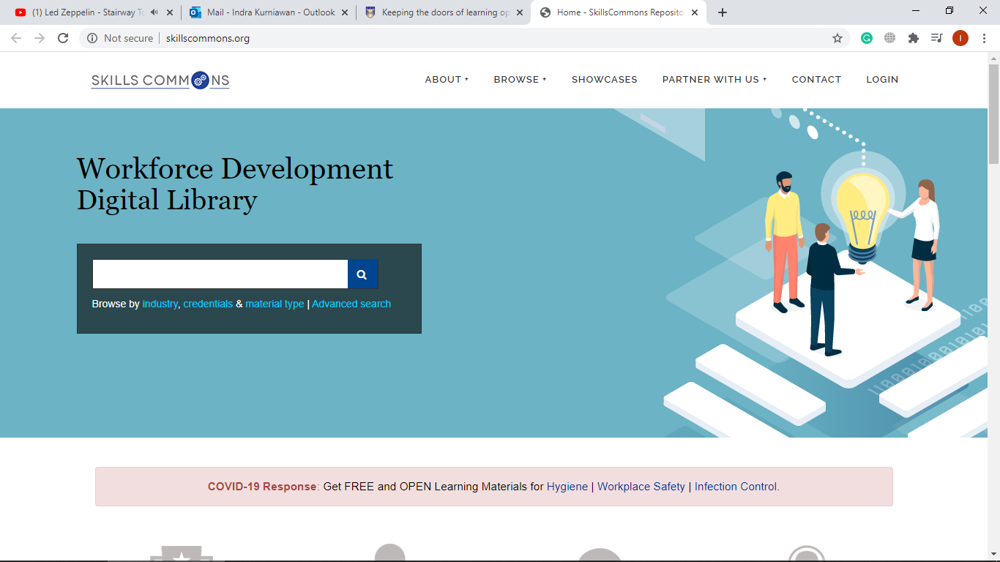 (1) Led Zeppelin - Stairway To
Mail - Indra Kurniawan - Outlook
Keeping the doors of learning op
Home - SkillsCommons Reposito
Not secure | skillscommons.org
I
SKILLS COMMONS
ABOUT + BROWSE + SHOWCASES PARTNER WITH US + CONTACT LOGIN
Workforce Development
Digital Library
Browse by industry, credentials & material type | Advanced search
COVID-19 Response: Get FREE and OPEN Learning Materials for Hygiene | Workplace Safety | Infection Control.